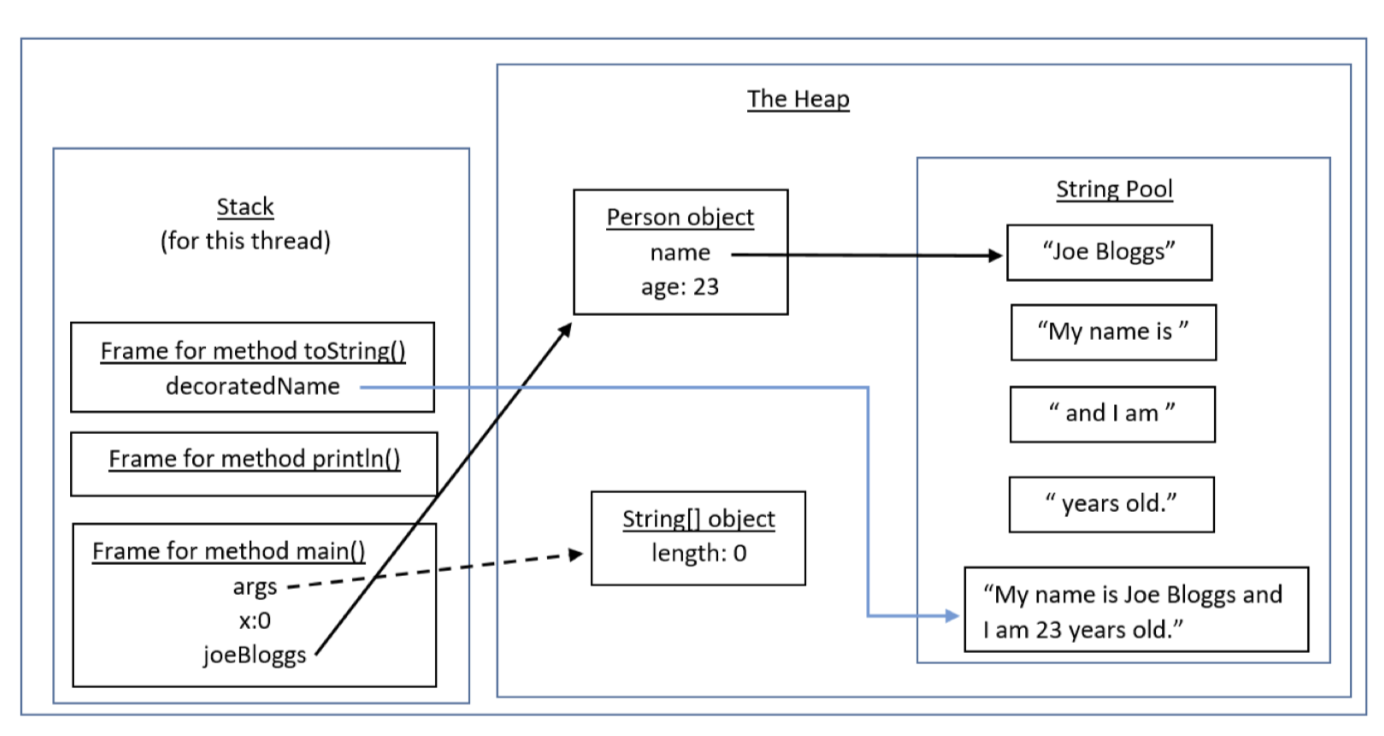 The Heap
Stack
(for this thread)
Frame for method toString()
decoratedName
Frame for method println()
Frame for method main()
args
x:0
joeBloggs
Person object
name
age: 23
String[] object
length: 0
String Pool
“Joe Bloggs”
“My name is ”
“ and I am ”
“ years old.”
“My name is Joe Bloggs and
I am 23 years old.”